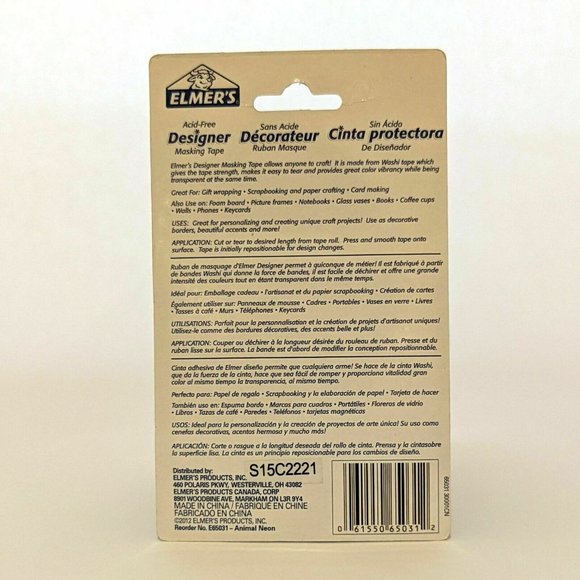 ELMER'S
Acid-Free
Designer
Masking Tape
Sans Acide
Décorateur
Ruban Masque
Sin Ácido
Cinta protectora
De Diseñador
Elmer's Designer Masking Tape allows anyone to craft! It is made from Washi tape which
gives the tape strength, makes it easy to tear and provides great color vibrancy while being
transparent at the same time.
Great For: Gift wrapping • Scrapbooking and paper crafting • Card making
Also Use on: Foam board • Picture frames • Notebooks • Glass vases • Books • Coffee cups
• Walls • Phones • Keycards
USES: Great for personalizing and creating unique craft projects! Use as decorative
borders, beautiful accents and more!
APPLICATION: Cut or tear to desired length from tape roll. Press and smooth tape onto
surface. Tape is initially repositionable for design changes.
Ruban de masquage d'Elmer Designer permet à quiconque de métier! Il est fabriqué à partir
de bandes Washi qui donne la force de bandes, il est facile de déchirer et offre une grande
intensité des couleurs tout en étant transparent dans le même temps.
Idéal pour: Emballage cadeau • l'artisanat et du papier scrapbooking • Création de cartes
Également utiliser sur: Panneaux de mousse • Cadres • Portables • Vases en verre • Livres
• Tasses à café • Murs • Téléphones • Keycards
UTILISATIONS: Parfait pour la personnalisation et la création de projets d'artisanat uniques!
Utilisez-le comme des bordures décoratives, des accents belle et plus!
APPLICATION: Couper ou déchirer à la longueur désirée du rouleau de ruban. Presse et du
ruban lisse sur la surface. La bande est d'abord de modifier la conception repositionnable.
Cinta adhesiva de Elmer diseño permite que cualquiera arme! Se hace de la cinta Washi,
que da la fuerza de la cinta, hace que sea fácil de romper y proporciona vitalidad gran
color al mismo tiempo la transparencia, al mismo tiempo.
Perfecto para: Papel de regalo • Scrapbooking y la elaboración de papel • Tarjeta de hacer
También uso en: Espuma bordo • Marcos para cuadros • Portátiles • Floreros de vidrio
• Libros • Tazas de café • Paredes • Teléfonos • tarjetas magnéticas
USOS: Ideal para la personalización y la creación de proyectos de arte única! Su uso como
cenefas decorativas, acentos hermosa y mucho más!
APLICACIÓN: Corte o rasgue a la longitud deseada del rollo de cinta. Prensa y la cintasobre
la superficie lisa. La cinta es un principio reposicionable para los cambios de diseño.
Distributed by:
ELMER'S PRODUCTS, INC.
460 POLARIS PKWY, WESTERVILLE, OH 43082
ELMER'S PRODUCTS CANADA, CORP
8901 WOODBINE AVE, MARKHAM ON L3R 9Y4
MADE IN CHINA / FABRIQUÉ EN CHINE
FABRICADO EN CHINA
©2012 ELMER'S PRODUCTS, INC.
Reorder No. E65031 – Animal Neon
S15C2221
0 61550 65031 2